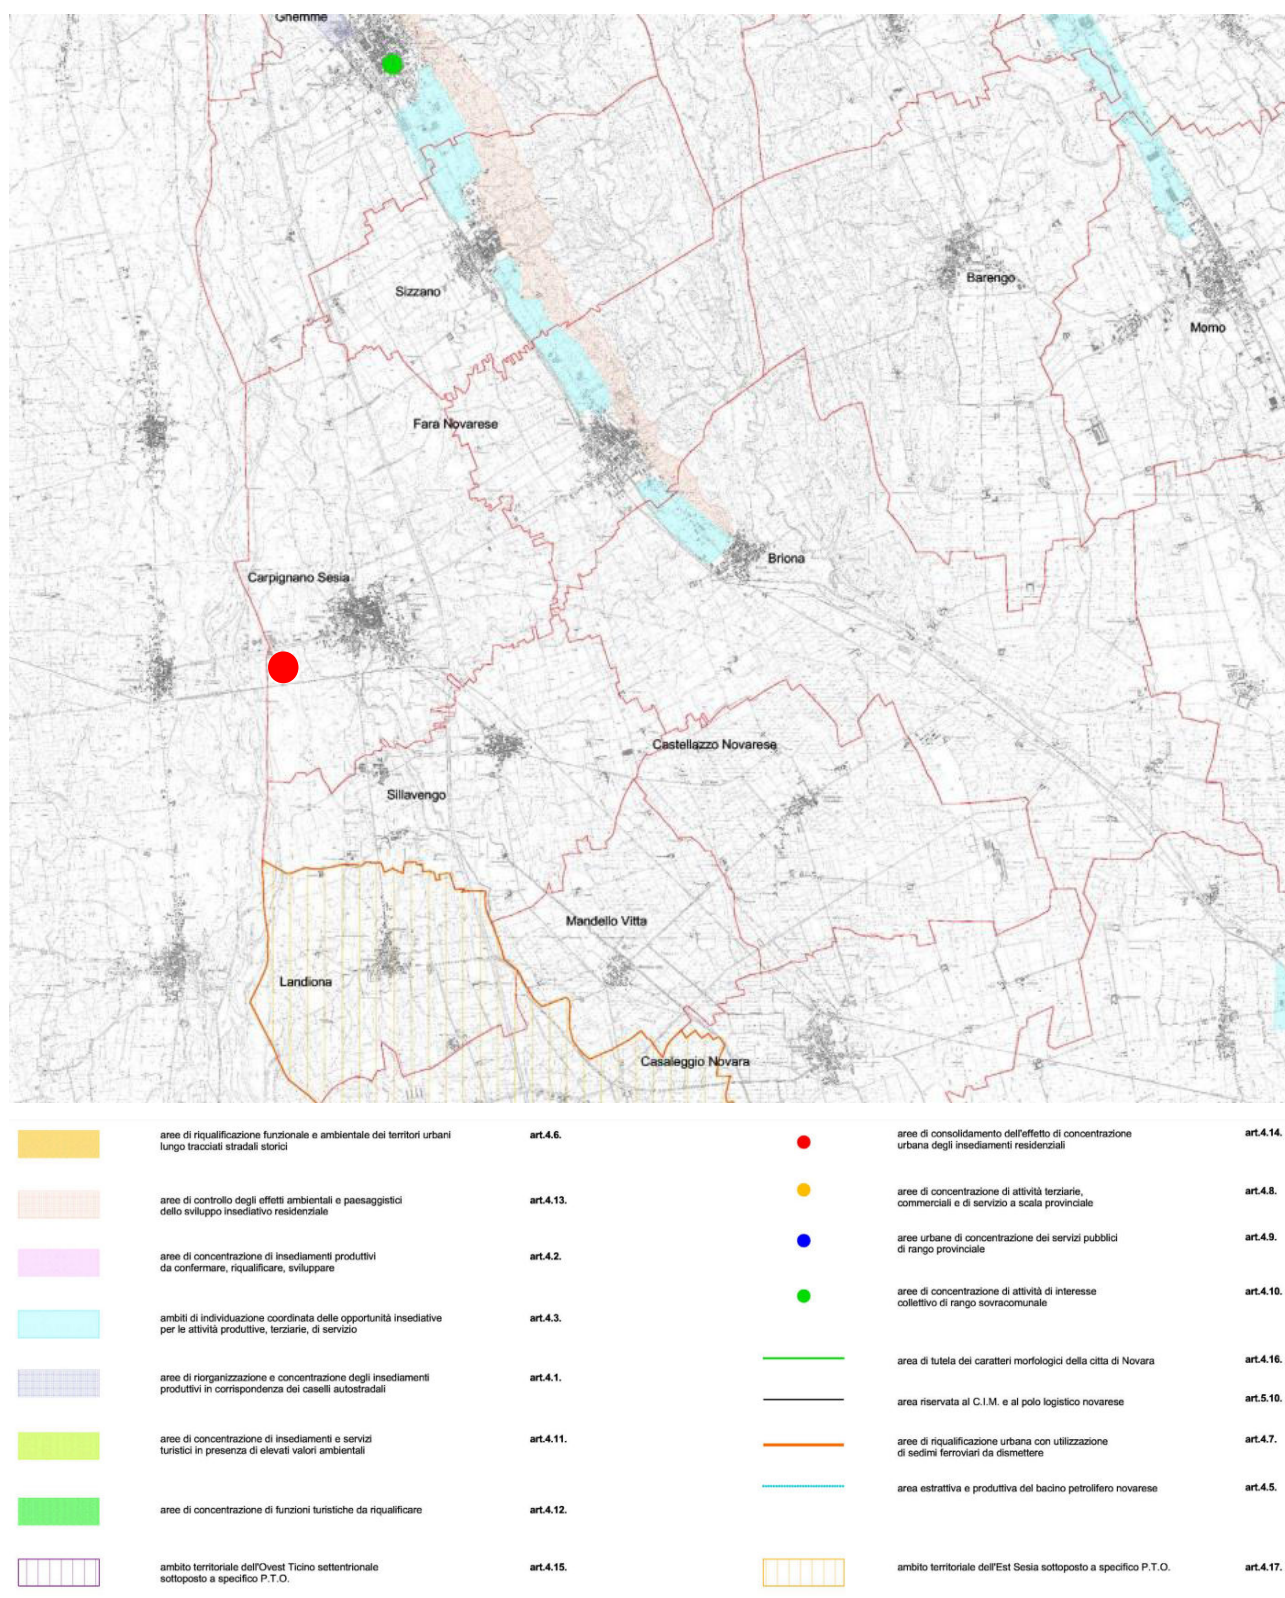 Ghemme
Sizzano
Barengo
Momo
Fara Novarese
Briona
Carpignano Sesia
Castellazzo Novarese
Sillavengo
Mandello Vitta
Landiona
Casaleggio Novara
aree di riqualificazione funzionale e ambientale dei territori urbani
lungo tracciati stradali storici
art.4.6.
aree di controllo degli effetti ambientali e paesaggistici
dello sviluppo insediativo residenziale
art.4.13.
aree di concentrazione di insediamenti produttivi
da confermare, riqualificare, sviluppare
art.4.2.
ambiti di individuazione coordinata delle opportunità insediative
per le attività produttive, terziarie, di servizio
art.4.3.
aree di riorganizzazione e concentrazione degli insediamenti
produttivi in corrispondenza dei caselli autostradali
art.4.1.
aree di concentrazione di insediamenti e servizi
turistici in presenza di elevati valori ambientali
art.4.11.
aree di concentrazione di funzioni turistiche da riqualificare
art.4.12.
ambito territoriale dell'Ovest Ticino settentrionale
sottoposto a specifico P.T.O.
art.4.15.
aree di consolidamento dell'effetto di concentrazione
urbana degli insediamenti residenziali
art.4.14.
aree di concentrazione di attività terziarie,
commerciali e di servizio a scala provinciale
art.4.8.
aree urbane di concentrazione dei servizi pubblici
di rango provinciale
art.4.9.
aree di concentrazione di attività di interesse
collettivo di rango sovracomunale
art.4.10.
area di tutela dei caratteri morfologici della citta di Novara
art.4.16.
area riservata al C.I.M. e al polo logistico novarese
art.5.10.
aree di riqualificazione urbana con utilizzazione
di sedimi ferroviari da dismettere
art.4.7.
area estrattiva e produttiva del bacino petrolifero novarese
art.4.5.
ambito territoriale dell'Est Sesia sottoposto a specifico P.T.O.
art.4.17.